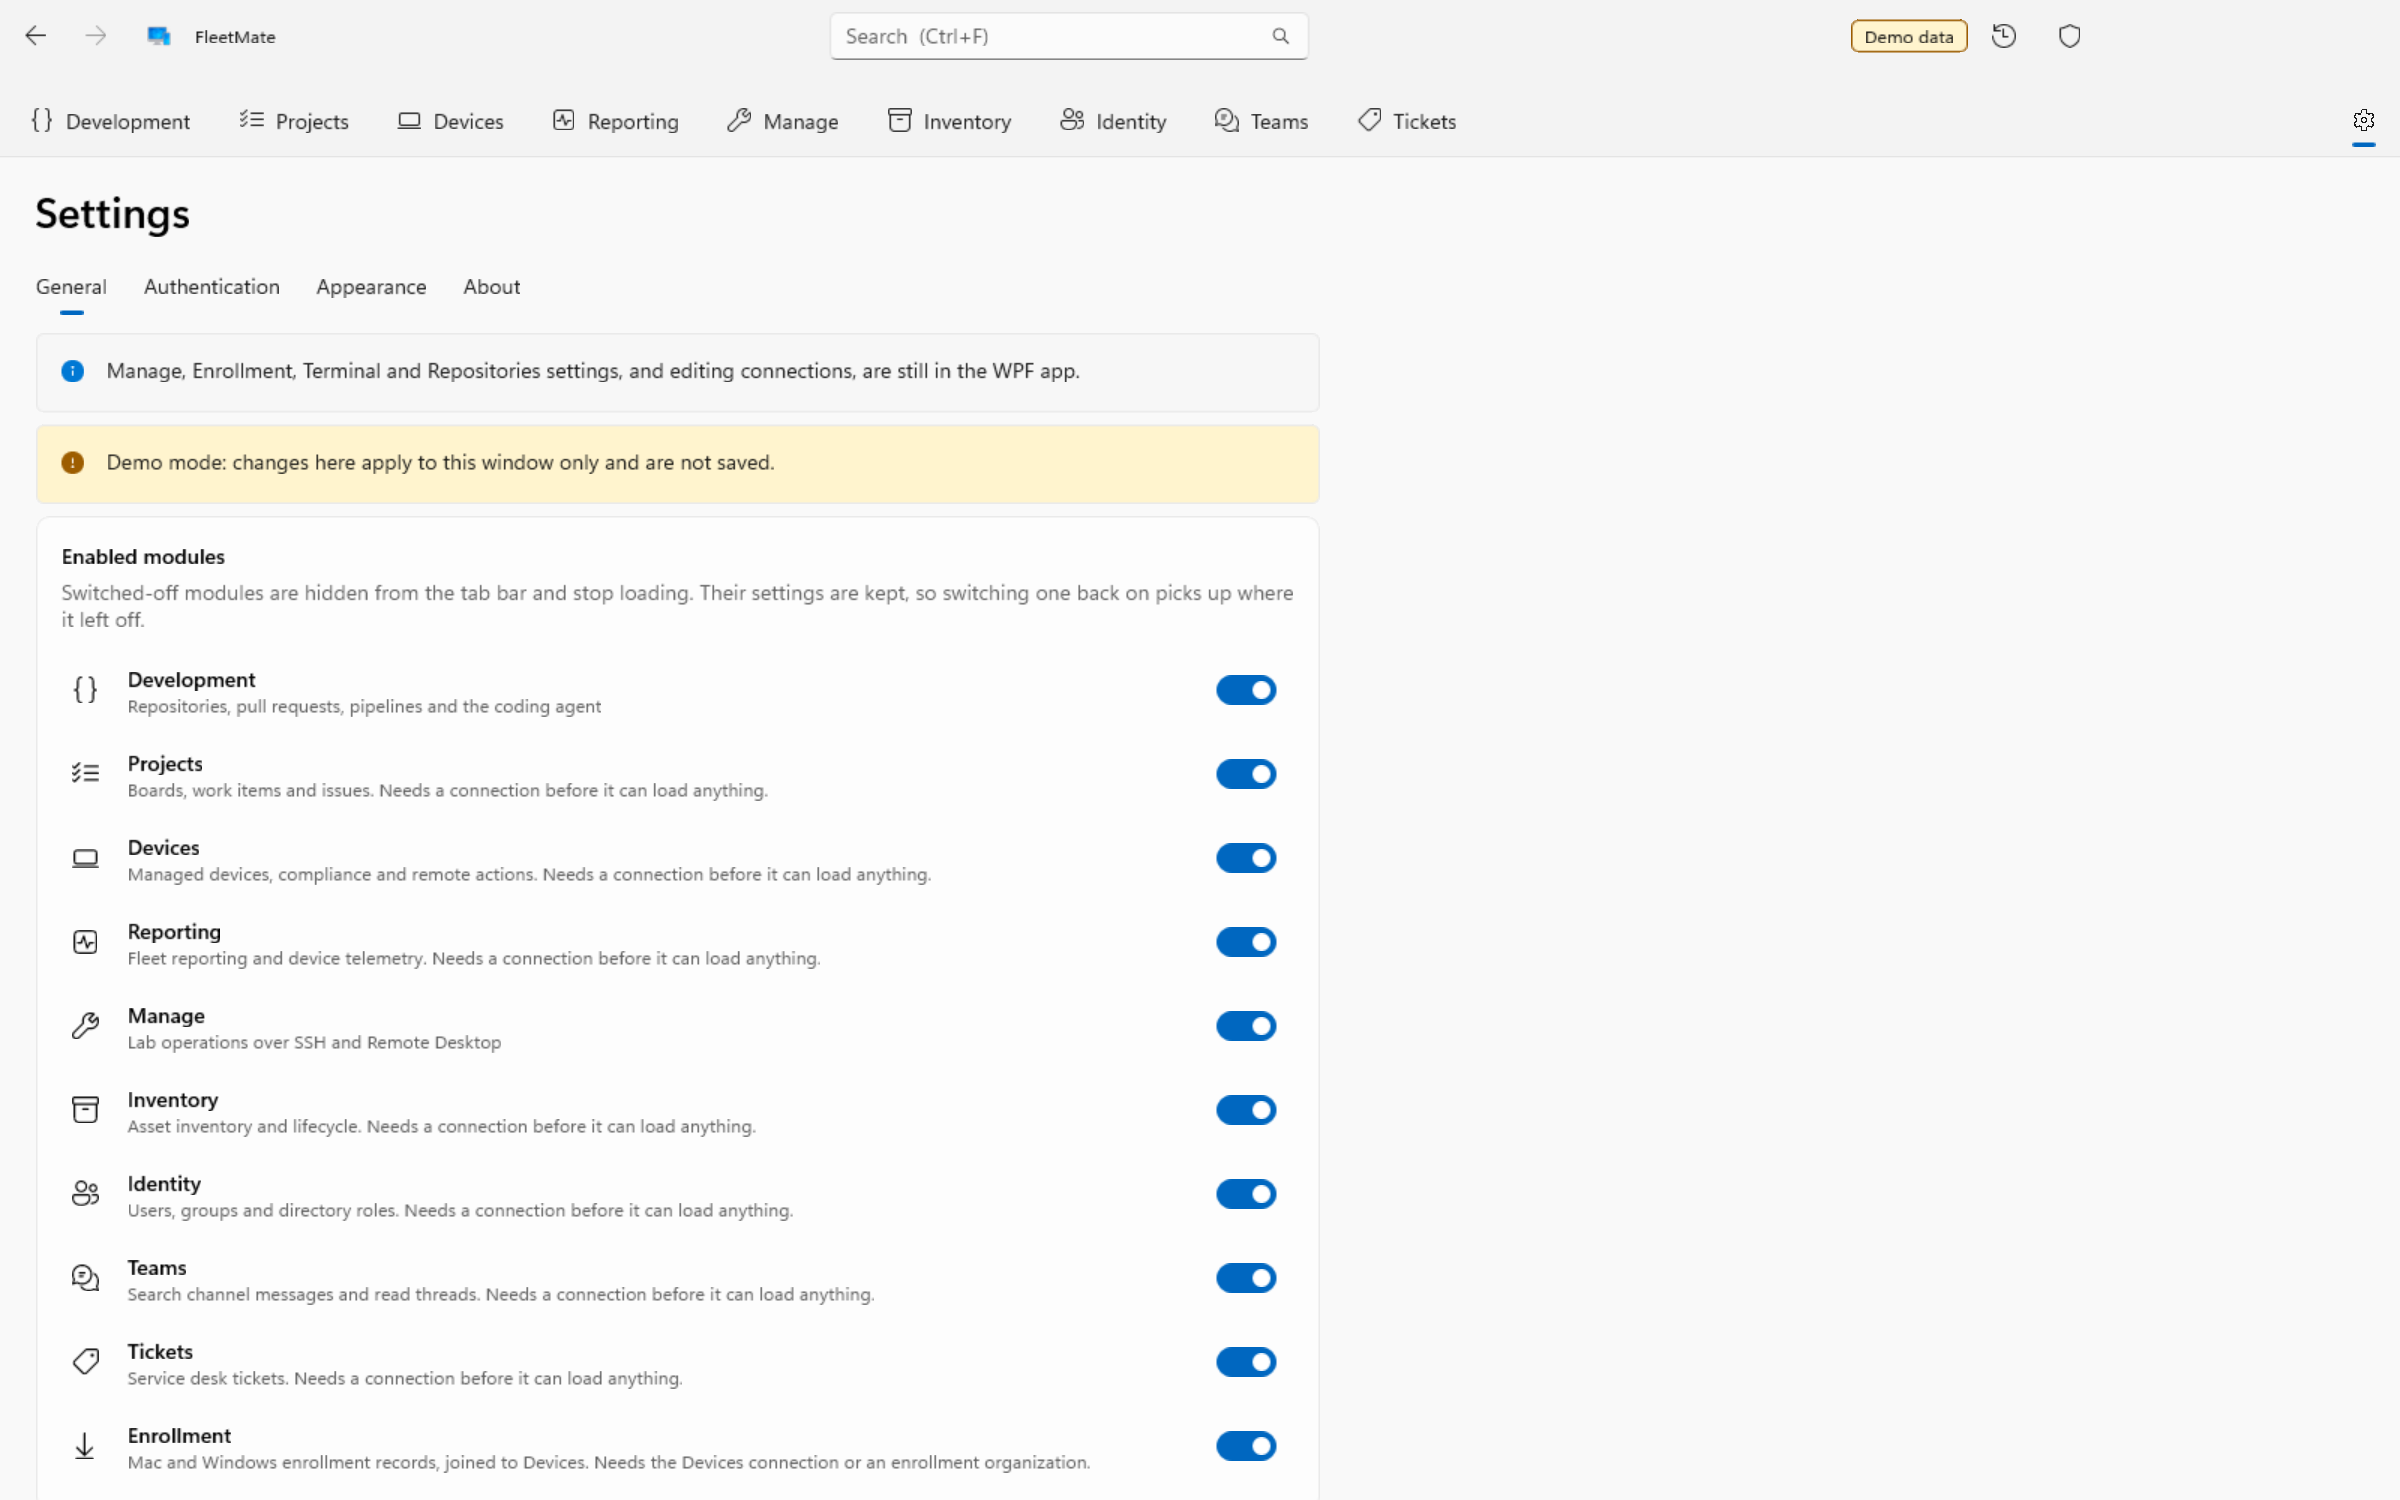 FleetMate
Search (Ctrl+F)
Demo data
Development
Projects
Devices
Reporting
Manage
Inventory
Identity
Teams
Tickets
Settings
General
Authentication
Appearance
About
Manage, Enrollment, Terminal and Repositories settings, and editing connections, are still in the WPF app.
Demo mode: changes here apply to this window only and are not saved.
Enabled modules
Switched-off modules are hidden from the tab bar and stop loading. Their settings are kept, so switching one back on picks up where
it left off.
Development
Repositories, pull requests, pipelines and the coding agent
Projects
Boards, work items and issues. Needs a connection before it can load anything.
Devices
Managed devices, compliance and remote actions. Needs a connection before it can load anything.
Reporting
Fleet reporting and device telemetry. Needs a connection before it can load anything.
Manage
Lab operations over SSH and Remote Desktop
Inventory
Asset inventory and lifecycle. Needs a connection before it can load anything.
Identity
Users, groups and directory roles. Needs a connection before it can load anything.
Teams
Search channel messages and read threads. Needs a connection before it can load anything.
Tickets
Service desk tickets. Needs a connection before it can load anything.
Enrollment
Mac and Windows enrollment records, joined to Devices. Needs the Devices connection or an enrollment organization.